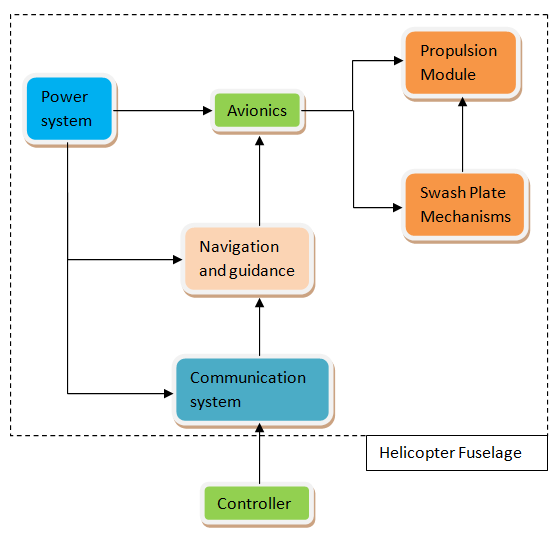 Propulsion
Module
Power
system
Avionics
Swash Plate
Mechanisms
Navigation
and guidance
Communication
system
Helicopter Fuselage
Controller